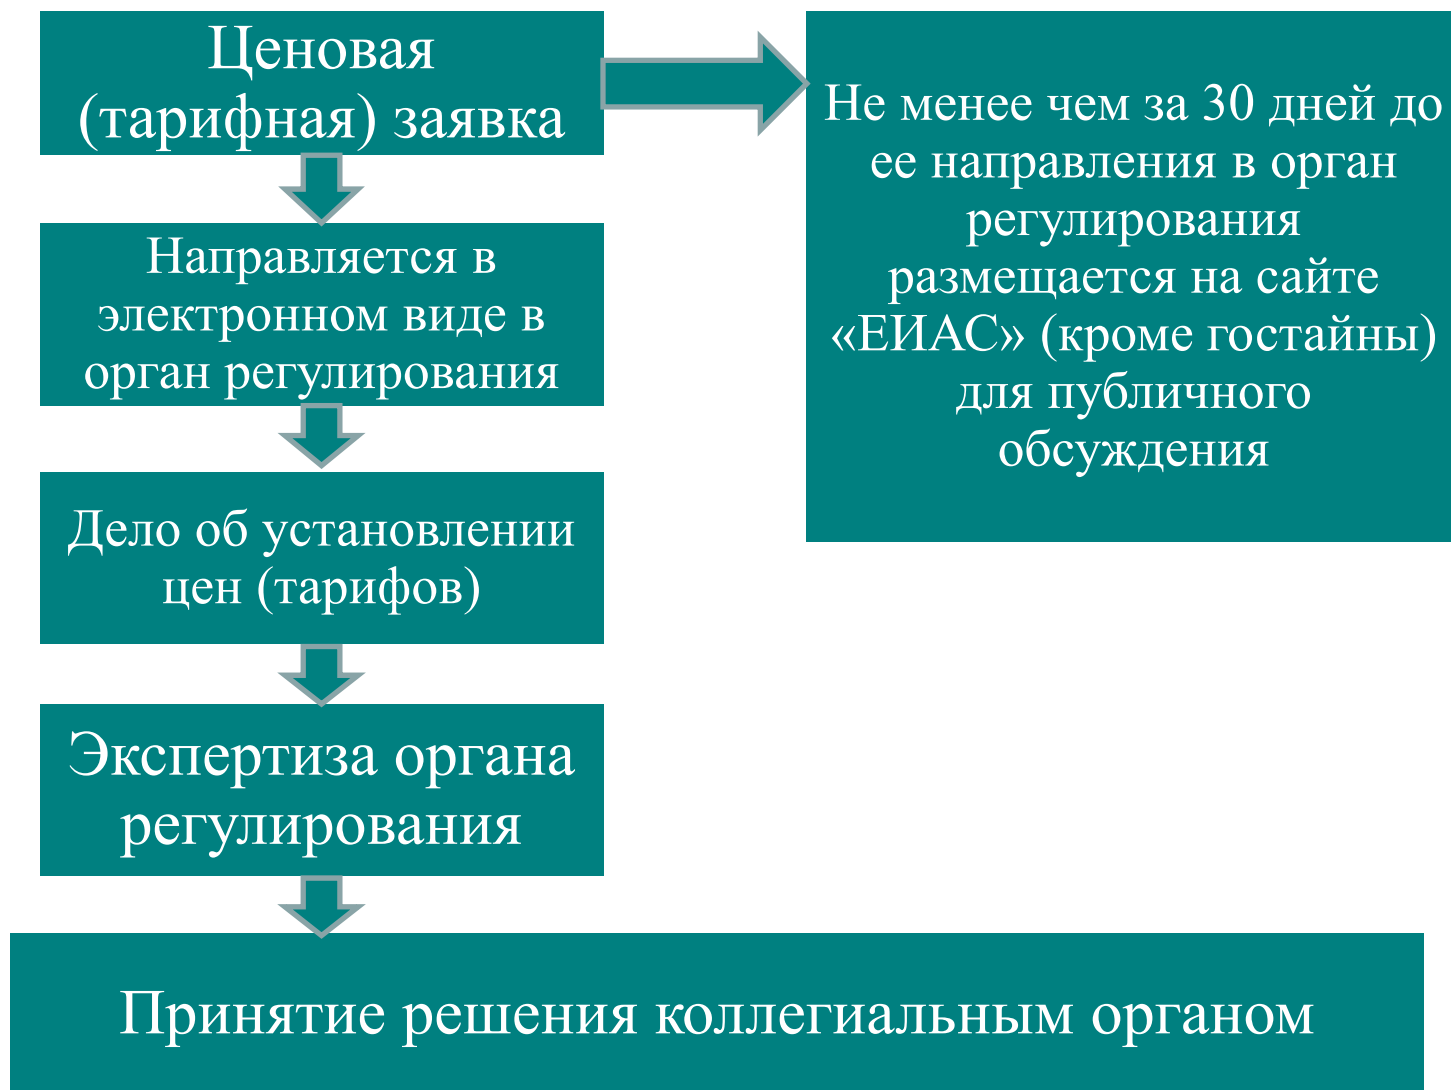 Ценовая
(тарифная) заявка
Не менее чем за 30 дней до
ее направления в орган
регулирования
размещается на сайте
«ЕИАС» (кроме гостайны)
для публичного
обсуждения
Направляется в
электронном виде в
орган регулирования
Дело об установлении
цен (тарифов)
Экспертиза органа
регулирования
Принятие решения коллегиальным органом